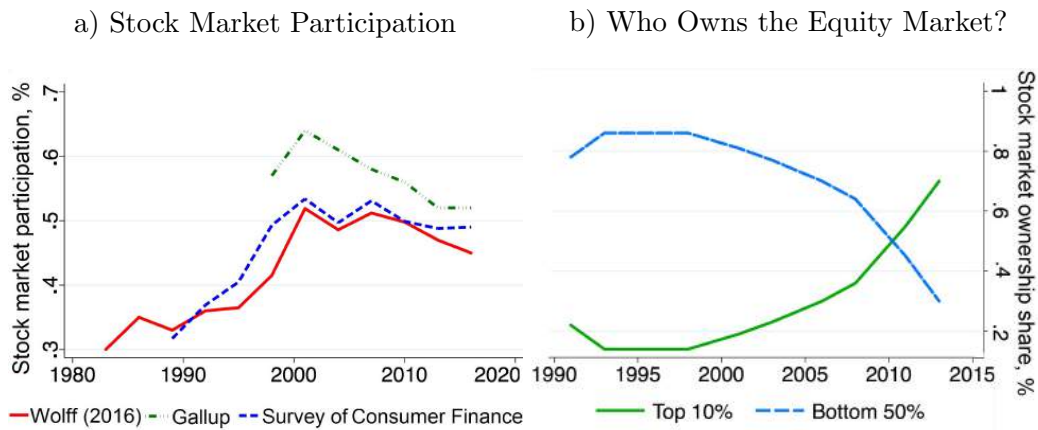 a) Stock Market Participation
b) Who Owns the Equity Market?
Stock market participation, %
.7
.6
.5
.4
.3
1980
1990
2000
2010
2020
Wolff (2016)
Gallup
Survey of Consumer Finance
Stock market ownership share, %
1
.8
.6
.4
.2
1990
1995
2000
2005
2010
2015
Top 10%
Bottom 50%